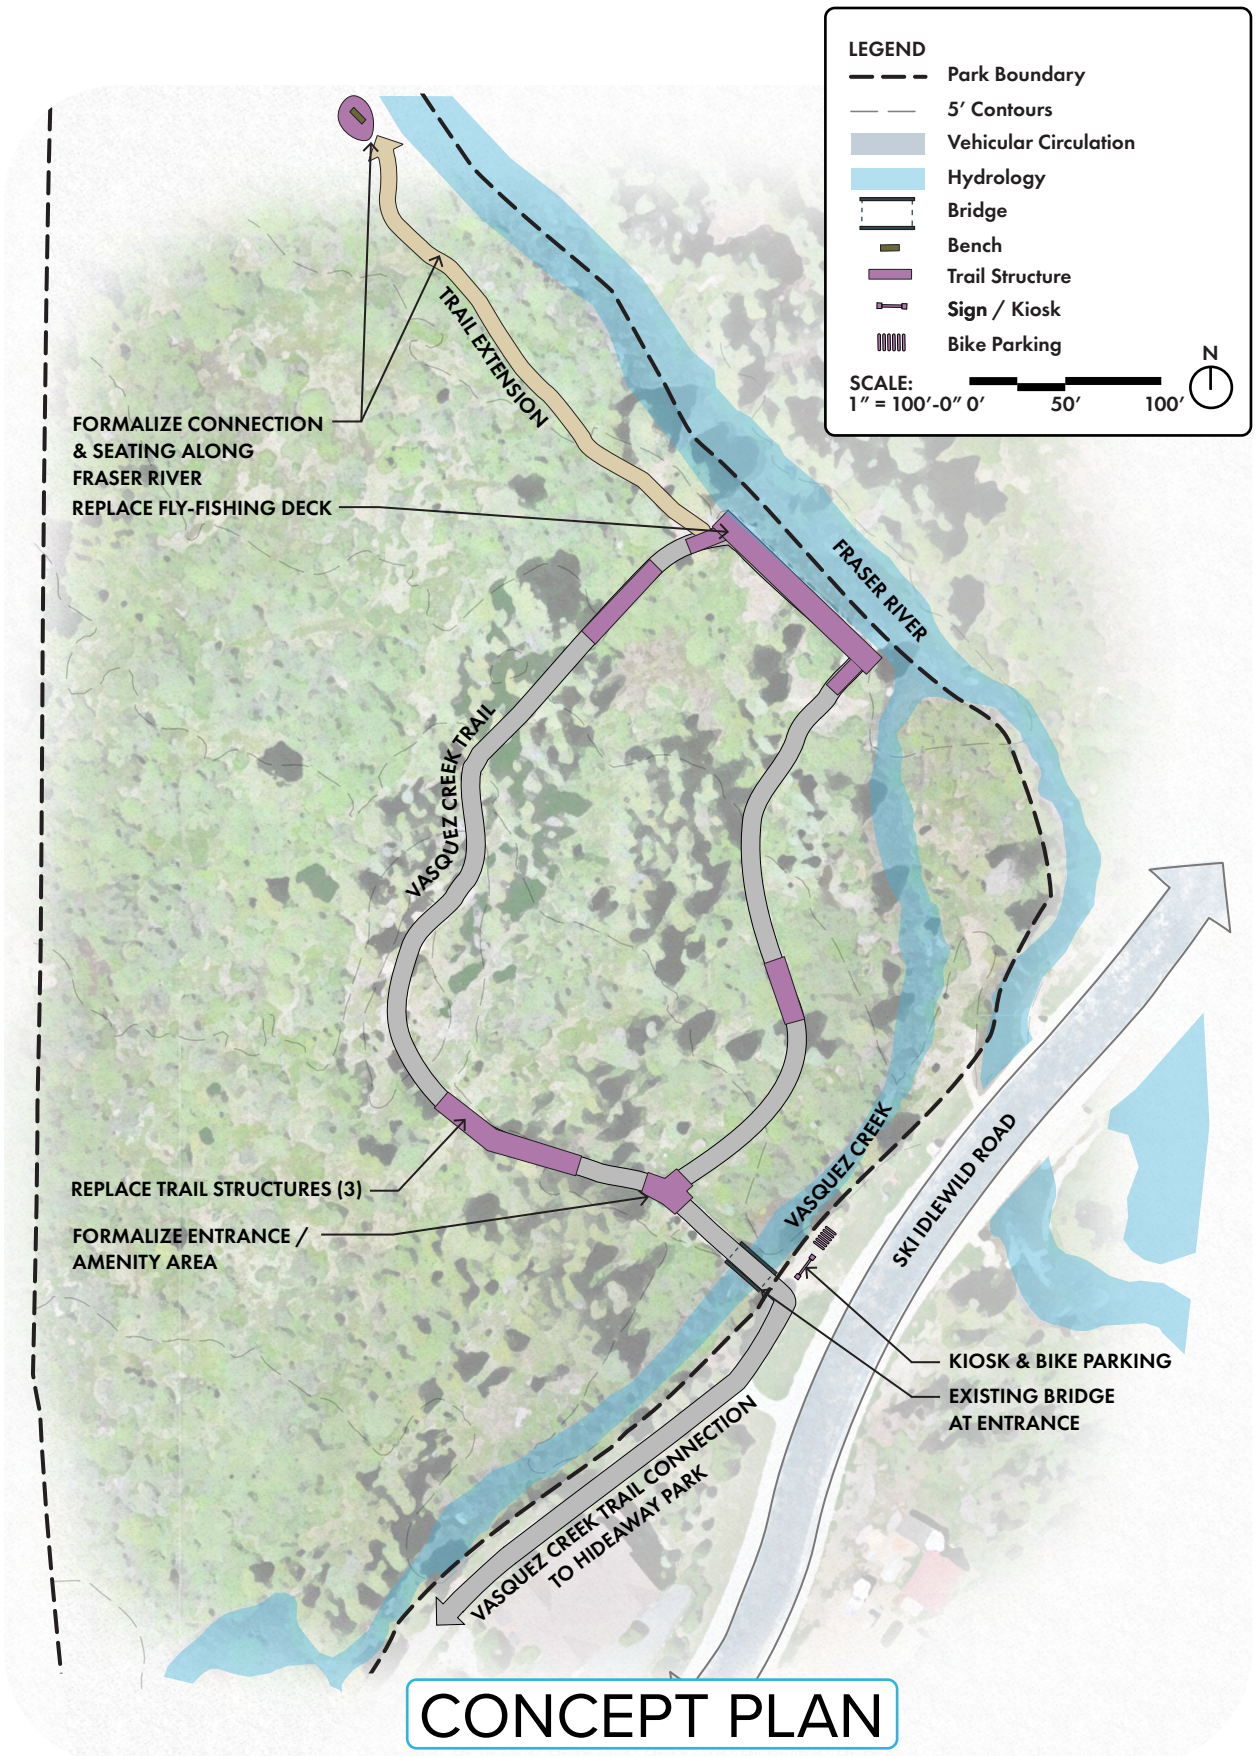 LEGEND
Park Boundary
5′ Contours
Vehicular Circulation
Hydrology
Bridge
Bench
Trail Structure
Sign / Kiosk
Bike Parking
N
SCALE:
1″ = 100′-0″ 0′ 50′ 100′
TRAIL EXTENSION
FORMALIZE CONNECTION
& SEATING ALONG
FRASER RIVER
REPLACE FLY-FISHING DECK
FRASER RIVER
VASQUEZ CREEK TRAIL
VASQUEZ CREEK
SKI IDLEWILD ROAD
REPLACE TRAIL STRUCTURES (3)
FORMALIZE ENTRANCE /
AMENITY AREA
KIOSK & BIKE PARKING
EXISTING BRIDGE
AT ENTRANCE
VASQUEZ CREEK TRAIL CONNECTION
TO HIDEAWAY PARK
CONCEPT PLAN